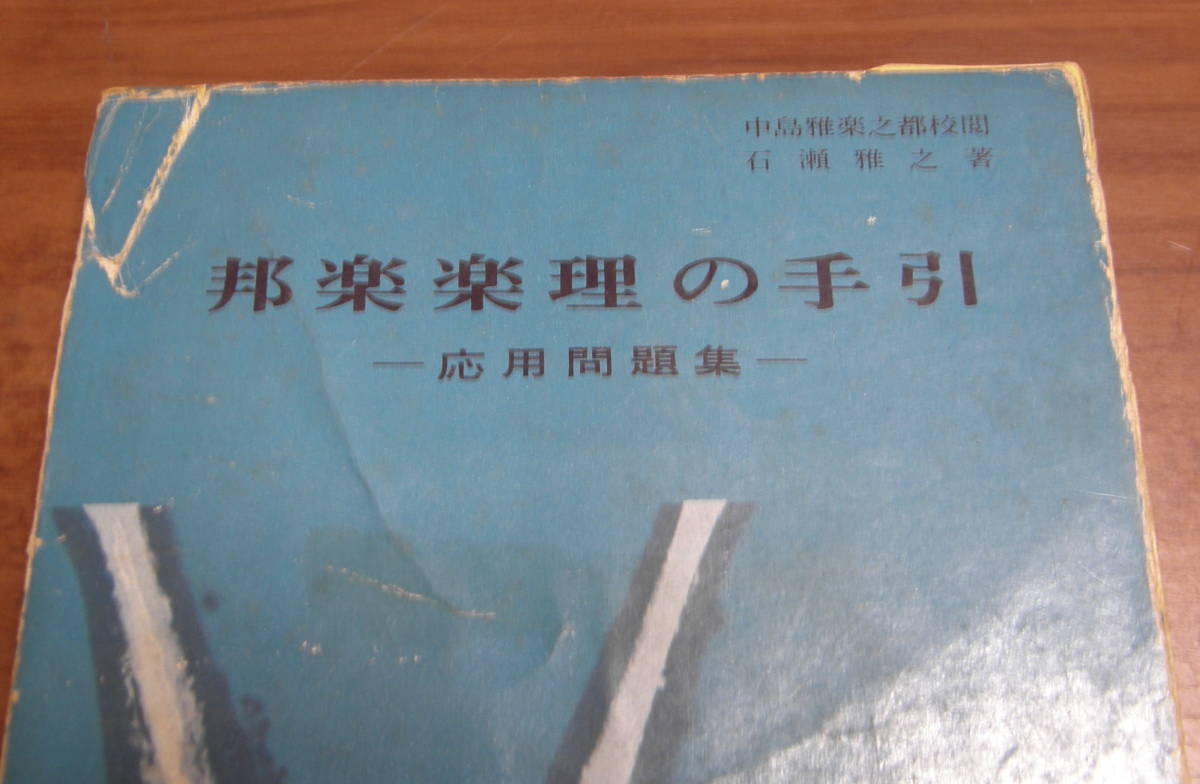 中島雅楽之都校閲
石瀬雅之著
邦楽楽理の手引
—応用問題集—